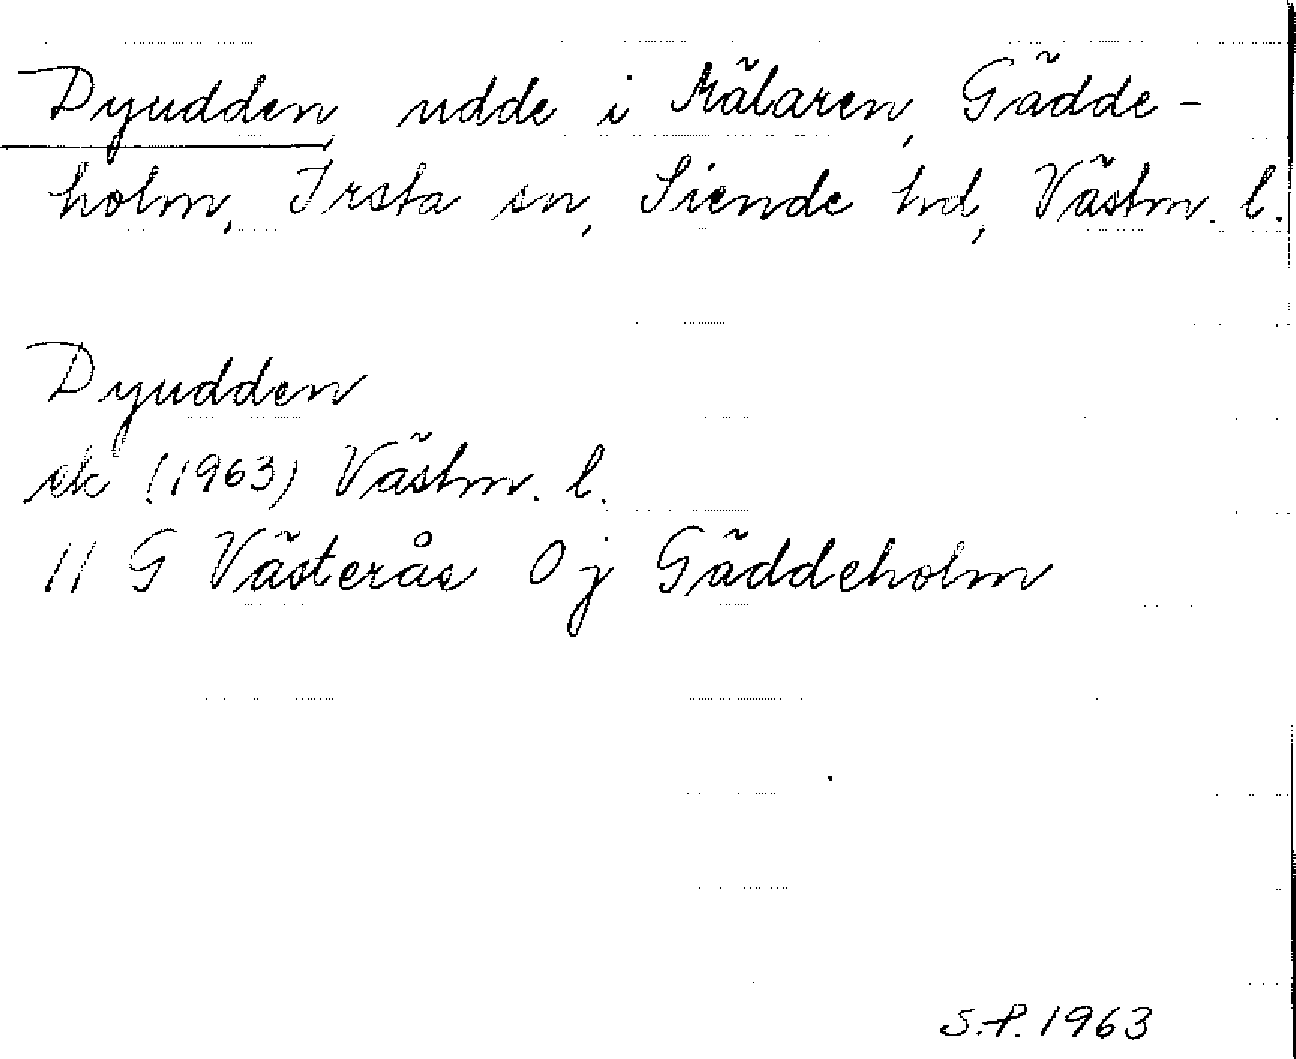 Dyudden, udde i Mälaren, Gädde-
holm, Irsta sn, Siende hd, Västm. l.
Dyudden
ek (1963) Västm. l.
11 G Västerås 0 j Gäddeholm
S.P. 1963